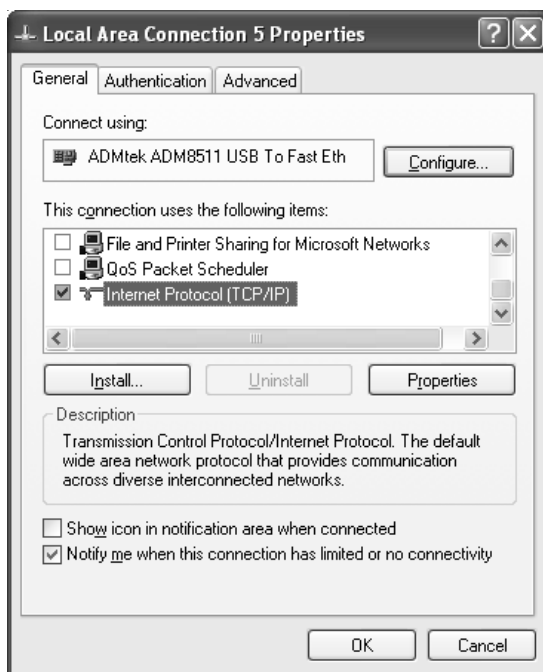 Local Area Connection 5 Properties
General Authentication Advanced
Connect using:
ADMtek ADM8511 USB To Fast Eth
Configure...
This connection uses the following items:
File and Printer Sharing for Microsoft Networks
QoS Packet Scheduler
Internet Protocol (TCP/IP)
Install... Uninstall Properties
Description
Transmission Control Protocol/Internet Protocol. The default
wide area network protocol that provides communication
across diverse interconnected networks.
Show icon in notification area when connected
Notify me when this connection has limited or no connectivity
OK Cancel